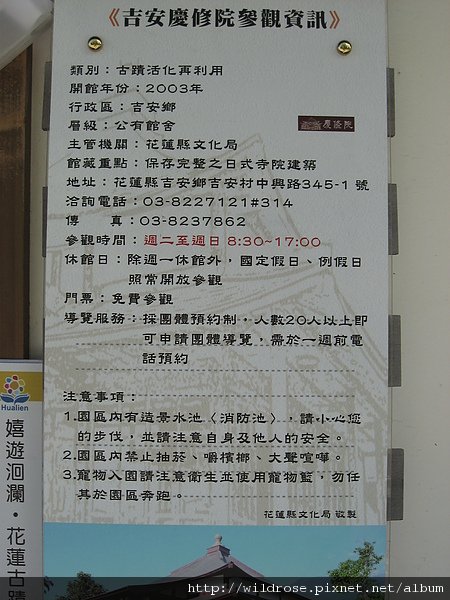 《吉安慶修院參觀資訊》
類別：古蹟活化再利用
開館年份：2003年
行政區：吉安鄉
層級：公有館舍
慶修院
主管機關：花蓮縣文化局
館藏重點：保存完整之日式寺院建築
地址：花蓮縣吉安鄉吉安村中興路345-1 號
洽詢電話：03-8227121#314
傳　　真：03-8237862
參觀時間：週二至週日 8:30~17:00
休館日：除週一休館外，國定假日、例假日
照常開放參觀
門票：免費參觀
導覽服務：採團體預約制，人數20人以上即
可申請團體導覽，需於一週前電
話預約
注意事項：
1.園區內有造景水池〈消防池〉，請小心您
的步伐，並請注意自身及他人的安全。
2.園區內禁止抽菸、嚼檳榔、大聲喧嘩。
3.寵物入園請注意衛生並使用寵物籃，勿任
其於園區奔跑。
花蓮縣文化局 敬製
Hualien
嬉遊洄瀾‧花蓮古蹟
http://wildrose.pixnet.net/album